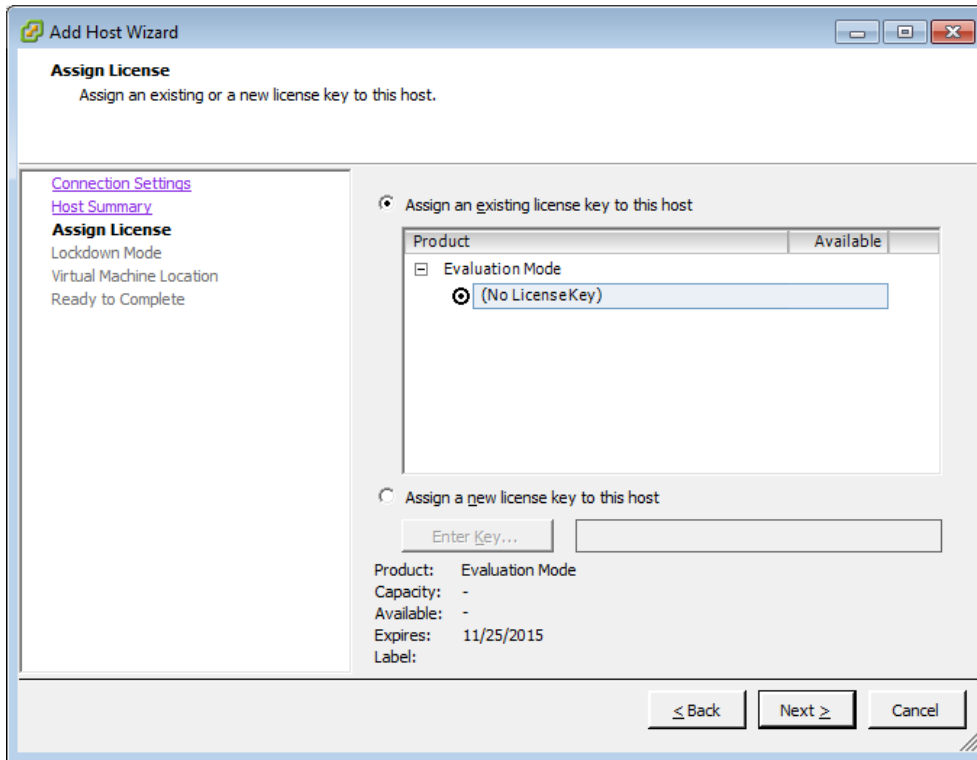 Add Host Wizard
Assign License
Assign an existing or a new license key to this host.
Connection Settings
Host Summary
Assign License
Lockdown Mode
Virtual Machine Location
Ready to Complete
Assign an existing license key to this host
Product Available
Evaluation Mode
(No License Key)
Assign a new license key to this host
Enter Key...
Product: Evaluation Mode
Capacity: -
Available: -
Expires: 11/25/2015
Label:
< Back Next > Cancel